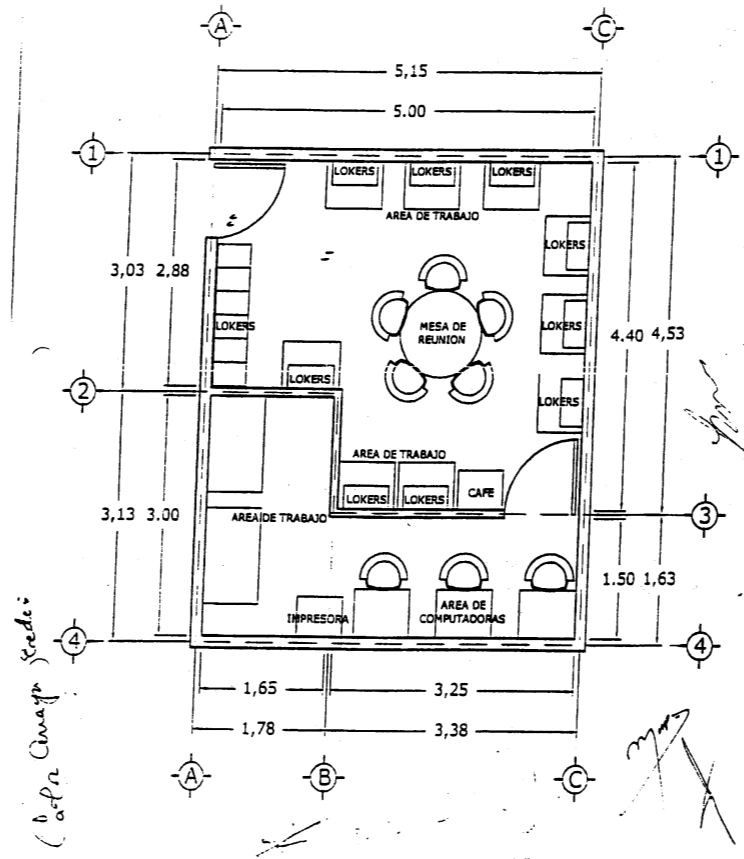 A C
5,15
5.00
1 1
LOKERS LOKERS LOKERS
AREA DE TRABAJO
LOKERS
3,03 2,88
LOKERS
MESA DE
REUNION
LOKERS
4.40 4,53
LOKERS
2
LOKERS
AREA DE TRABAJO
LOKERS LOKERS CAFE
3,13 3.00
AREA DE TRABAJO
3
1.50 1,63
IMPRESORA
AREA DE
COMPUTADORAS
4 4
1,65 3,25
1,78 3,38
A B C